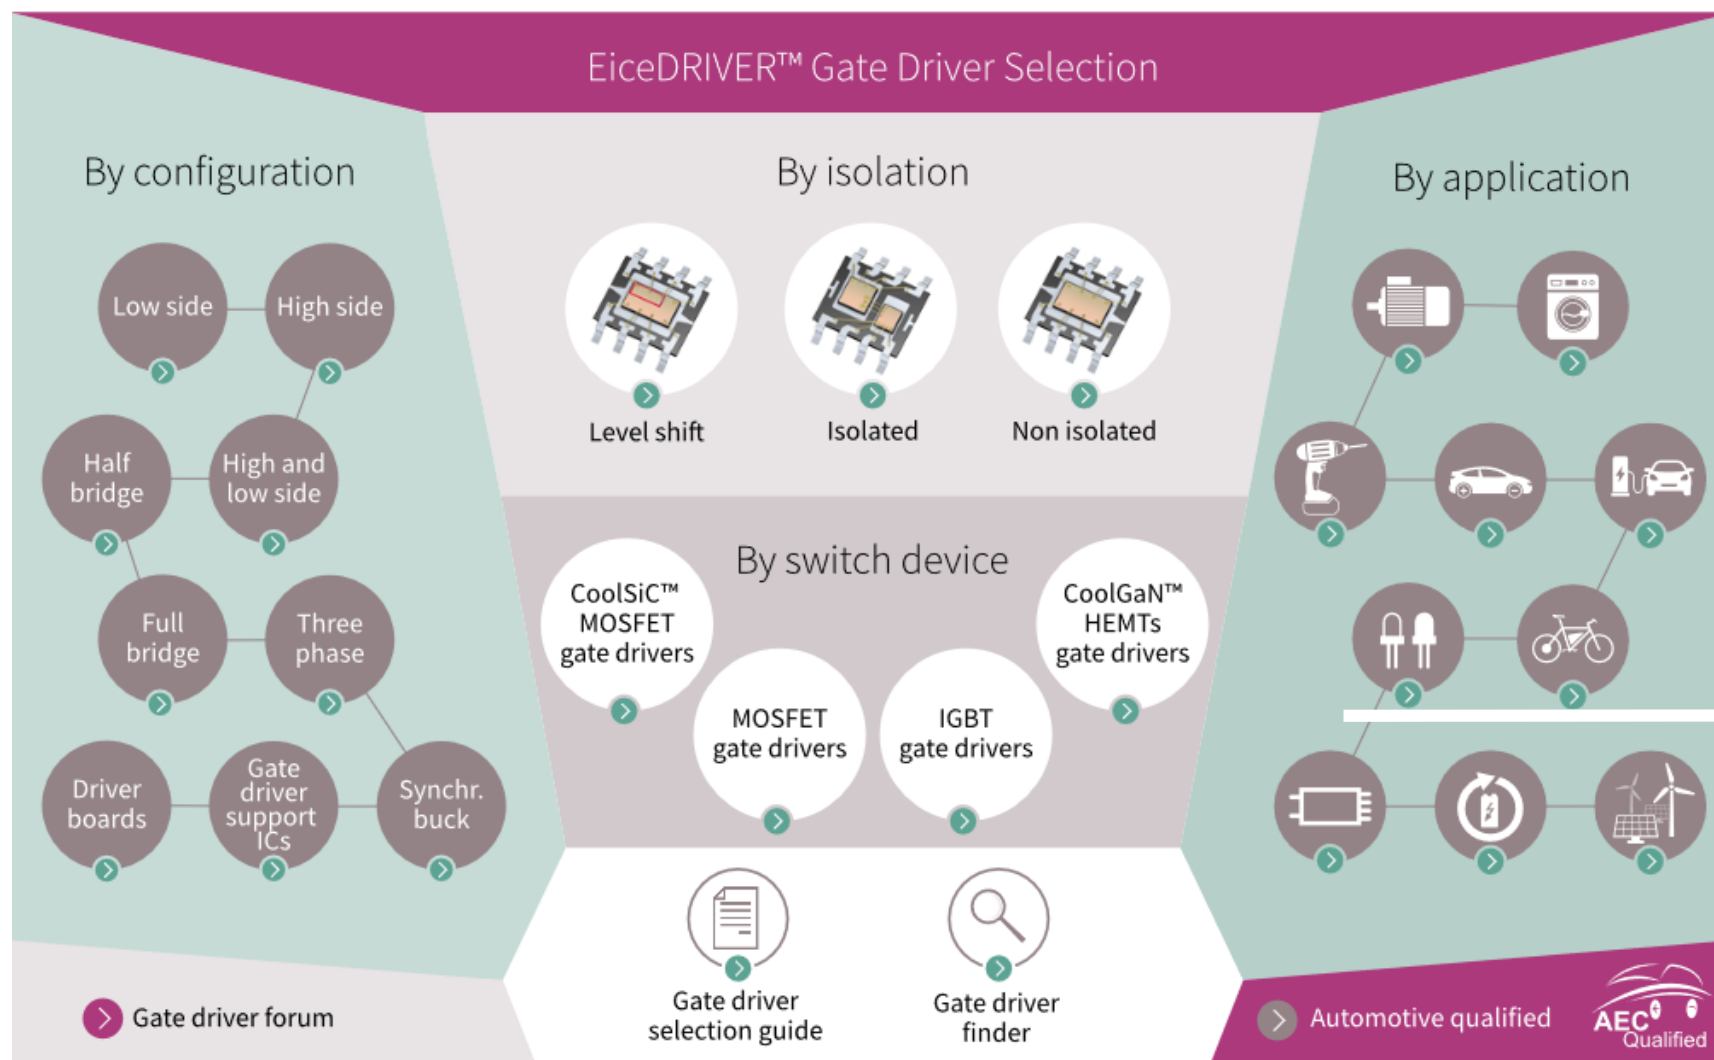 EiceDRIVER™ Gate Driver Selection
By configuration
Low side
High side
Half
bridge
High and
low side
Full
bridge
Three
phase
Driver
boards
Gate
driver
support
ICs
Synchr.
buck
By isolation
Level shift
Isolated
Non isolated
By switch device
CoolSiC™
MOSFET
gate drivers
MOSFET
gate drivers
IGBT
gate drivers
CoolGaN™
HEMTs
gate drivers
By application
Gate driver forum
Gate driver
selection guide
Gate driver
finder
Automotive qualified
AEC
Qualified